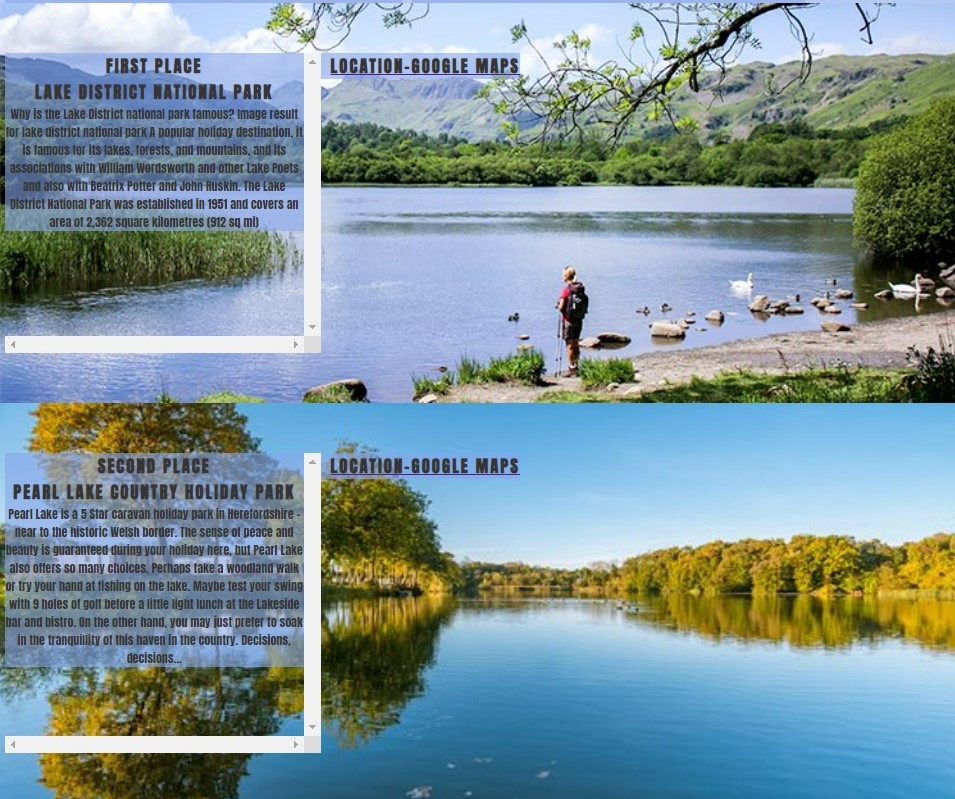 FIRST PLACE
LAKE DISTRICT NATIONAL PARK
Why is the Lake District national park famous? Image result
for lake district national park A popular holiday destination, it
is famous for its lakes, forests, and mountains, and its
associations with William Wordsworth and other Lake Poets
and also with Beatrix Potter and John Ruskin. The Lake
District National Park was established in 1951 and covers an
area of 2,362 square kilometres (912 sq mi)
LOCATION-GOOGLE MAPS
SECOND PLACE
PEARL LAKE COUNTRY HOLIDAY PARK
Pearl Lake is a 5 Star caravan holiday park in Herefordshire -
near to the historic Welsh border. The sense of peace and
beauty is guaranteed during your holiday here, but Pearl Lake
also offers so many choices. Perhaps take a woodland walk
or try your hand at fishing on the lake. Maybe test your swing
with 9 holes of golf before a little light lunch at the Lakeside
bar and bistro. On the other hand, you may just prefer to soak
in the tranquility of this haven in the country. Decisions,
decisions...
LOCATION-GOOGLE MAPS